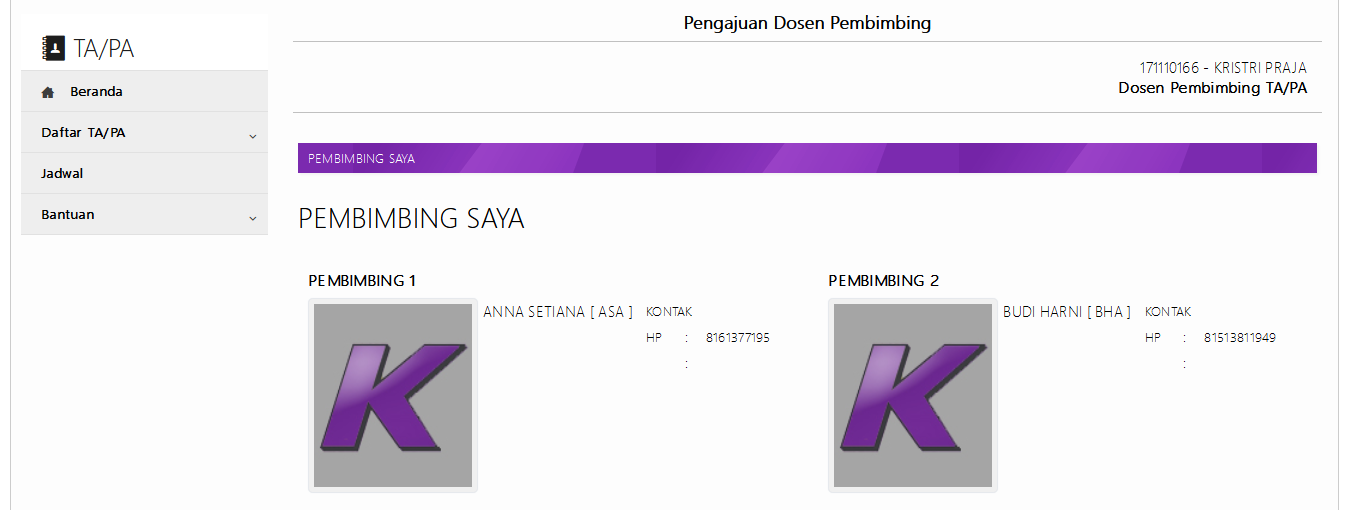 TA/PA
Beranda
Daftar TA/PA
Jadwal
Bantuan
Pengajuan Dosen Pembimbing
171110166 - KRISTRI PRAJA
Dosen Pembimbing TA/PA
PEMBIMBING SAYA
PEMBIMBING SAYA
PEMBIMBING 1
ANNA SETIANA [ ASA ] KONTAK
HP : 8161377195
:
PEMBIMBING 2
BUDI HARNI [ BHA ] KONTAK
HP : 81513811949
: